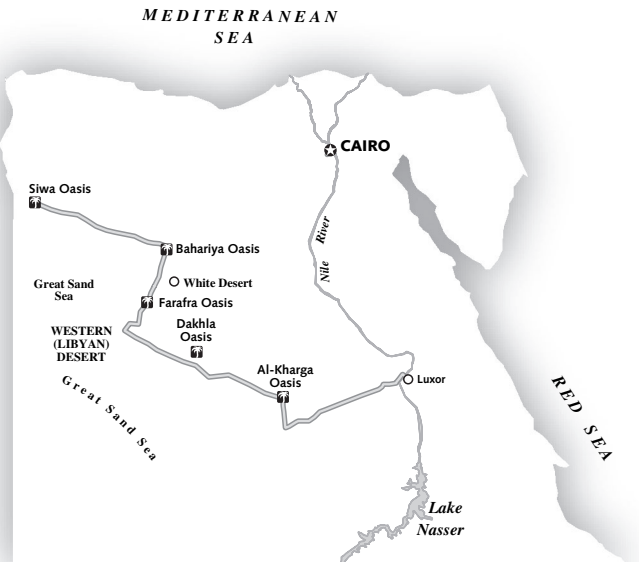 MEDITERRANEAN
SEA
CAIRO
Siwa Oasis
Nile River
Bahariya Oasis
White Desert
Great Sand
Sea
Farafra Oasis
WESTERN
(LIBYAN)
DESERT
Dakhla
Oasis
Al-Kharga
Oasis
Luxor
Great Sand Sea
RED SEA
Lake
Nasser